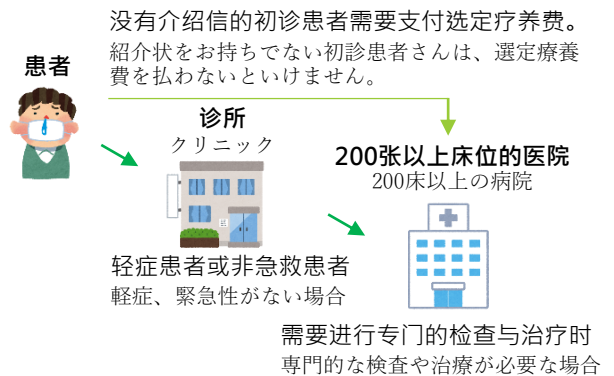 没有介绍信的初诊患者需要支付选定疗养费。
紹介状をお持ちでない初診患者さんは、選定療養
費を払わないといけません。
患者
诊所
クリニック
200张以上床位的医院
200床以上の病院
轻症患者或非急救患者
軽症、緊急性がない場合
需要进行专门的检查与治疗时
専門的な検査や治療が必要な場合